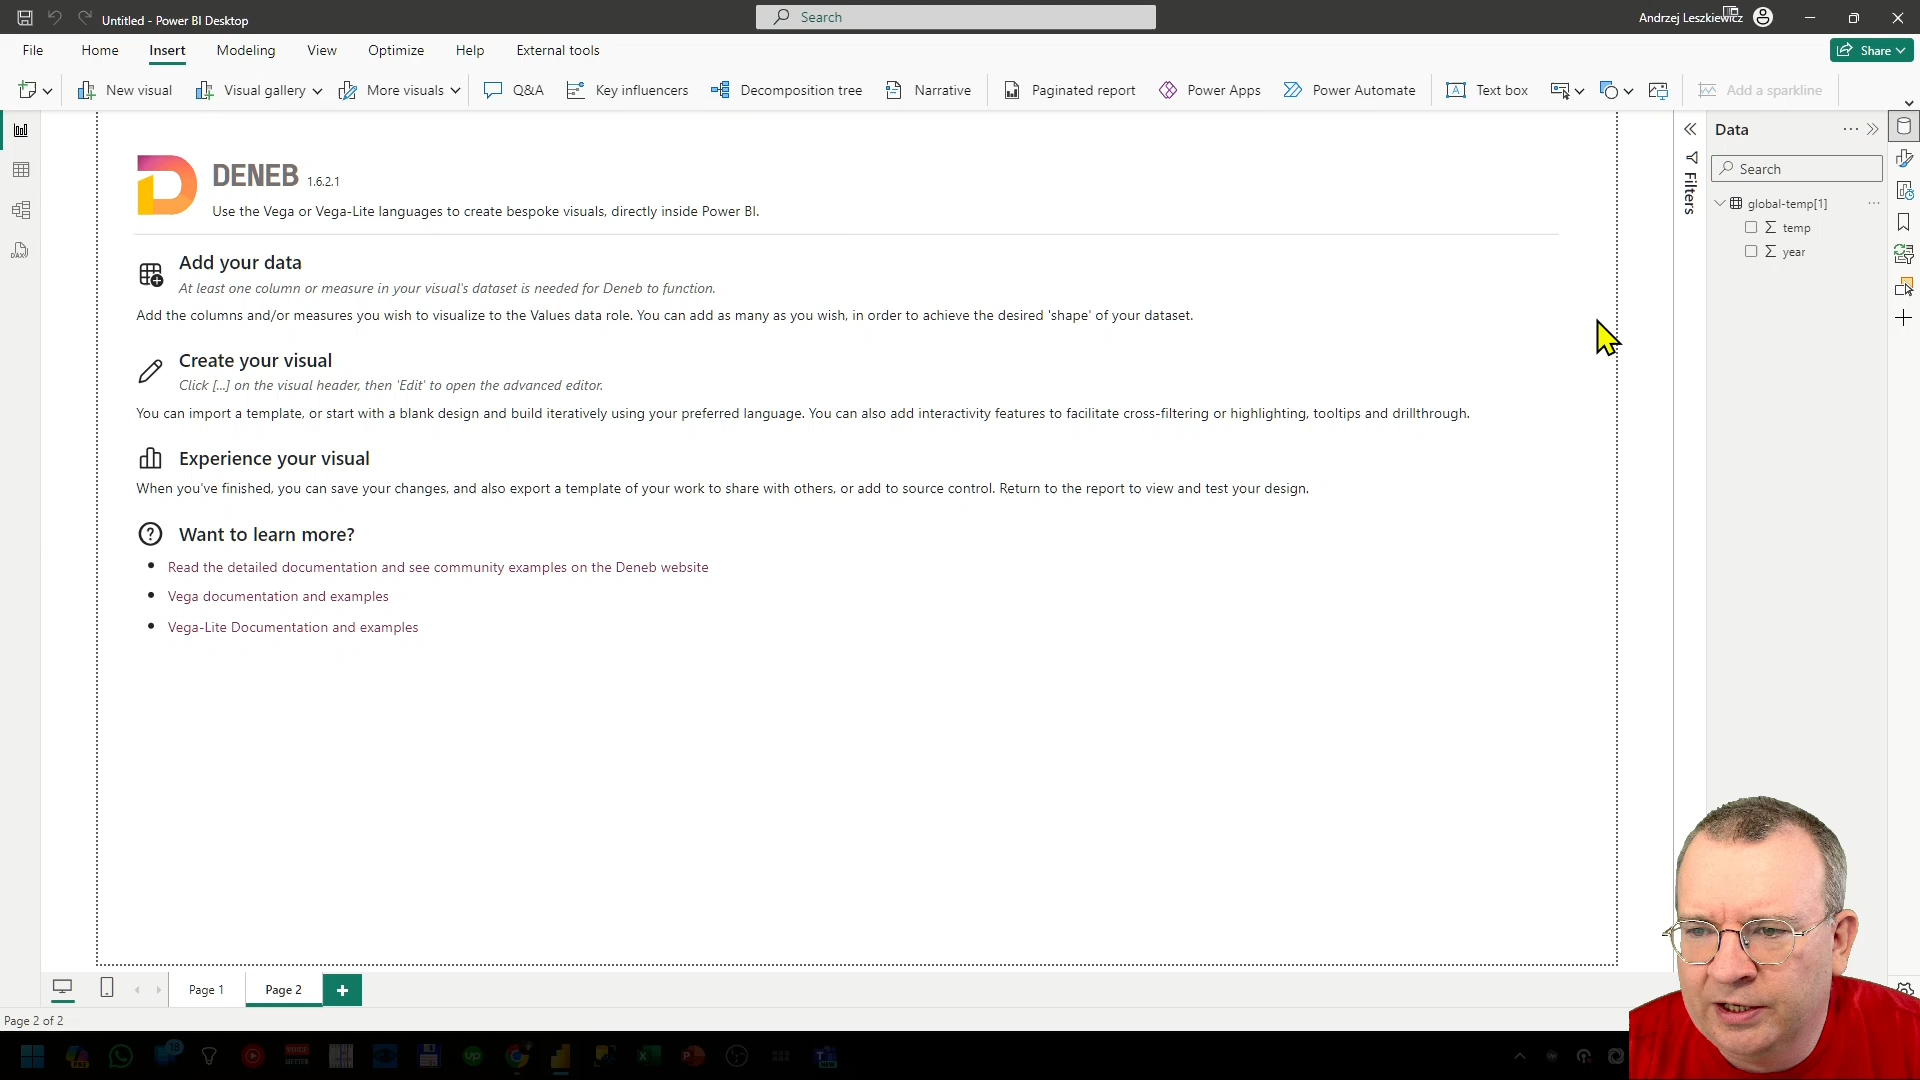 Untitled - Power BI Desktop
Search
Andrzej Leszkiewicz
File Home Insert Modeling View Optimize Help External tools
Share
New visual Visual gallery More visuals Q&A Key influencers Decomposition tree Narrative Paginated report Power Apps Power Automate Text box Add a sparkline
DAX
DENEB 1.6.2.1
Use the Vega or Vega-Lite languages to create bespoke visuals, directly inside Power BI.
Add your data
At least one column or measure in your visual's dataset is needed for Deneb to function.
Add the columns and/or measures you wish to visualize to the Values data role. You can add as many as you wish, in order to achieve the desired 'shape' of your dataset.
Create your visual
Click [...] on the visual header, then 'Edit' to open the advanced editor.
You can import a template, or start with a blank design and build iteratively using your preferred language. You can also add interactivity features to facilitate cross-filtering or highlighting, tooltips and drillthrough.
Experience your visual
When you've finished, you can save your changes, and also export a template of your work to share with others, or add to source control. Return to the report to view and test your design.
Want to learn more?
Read the detailed documentation and see community examples on the Deneb website
Vega documentation and examples
Vega-Lite Documentation and examples
Filters
Data
Search
global-temp[1]
temp
year
Page 1
Page 2
Page 2 of 2
18